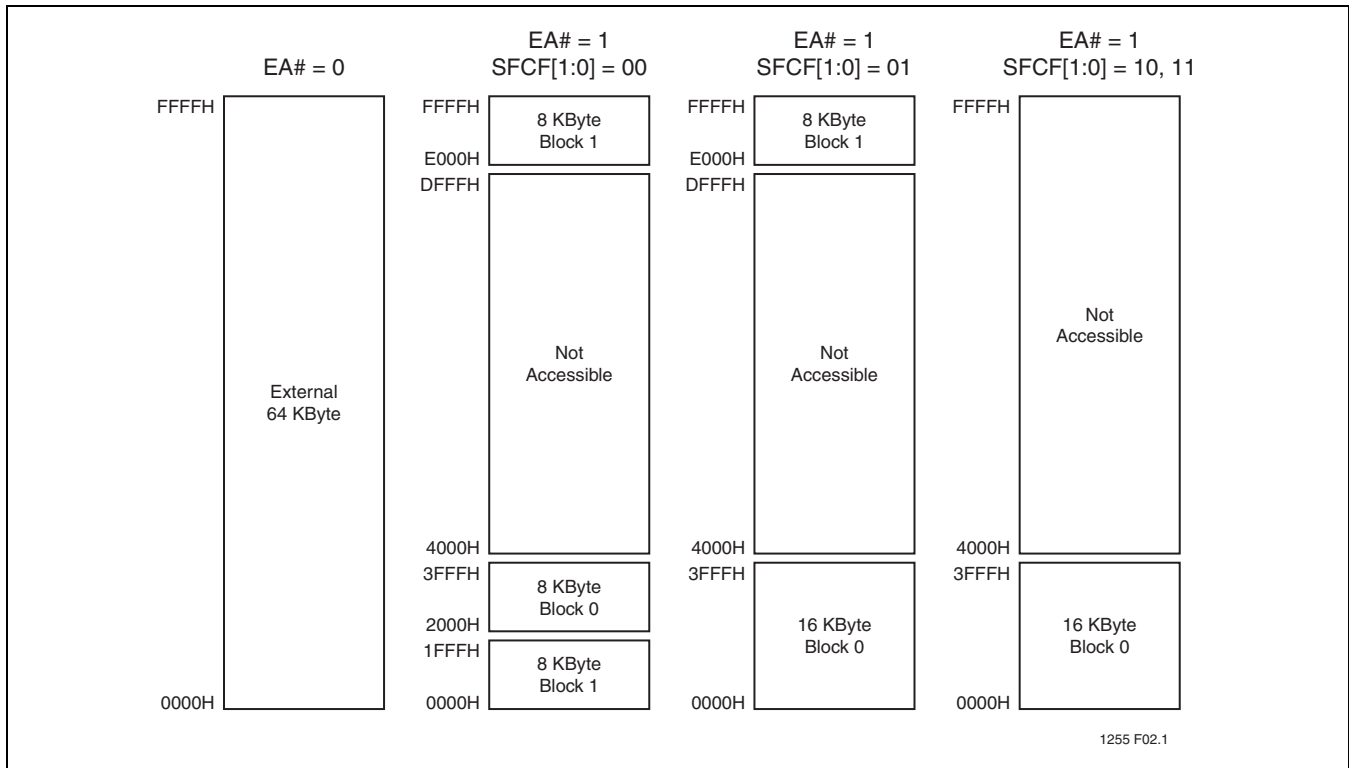 EA# = 0
FFFFH
External
64 KByte
0000H
EA# = 1
SFCF[1:0] = 00
FFFFH
8 KByte
Block 1
E000H
DFFFH
Not
Accessible
4000H
3FFFH
8 KByte
Block 0
2000H
1FFFH
8 KByte
Block 1
0000H
EA# = 1
SFCF[1:0] = 01
FFFFH
8 KByte
Block 1
E000H
DFFFH
Not
Accessible
4000H
3FFFH
16 KByte
Block 0
0000H
EA# = 1
SFCF[1:0] = 10, 11
FFFFH
Not
Accessible
4000H
3FFFH
16 KByte
Block 0
0000H
1255 F02.1